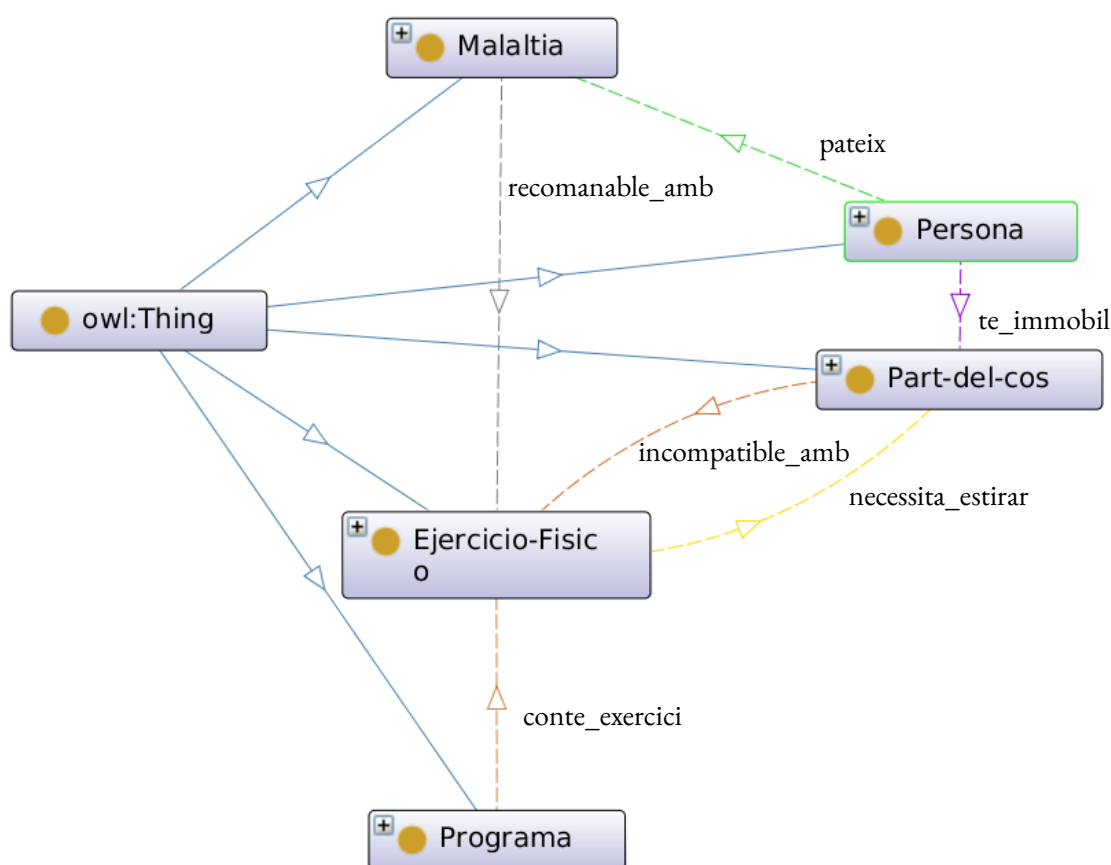 Malaltia
pateix
recomanable_amb
Persona
owl:Thing
te_immobil
Part-del-cos
incompatible_amb
necessita_estirar
Ejercicio-Fisic
o
conte_exercici
Programa